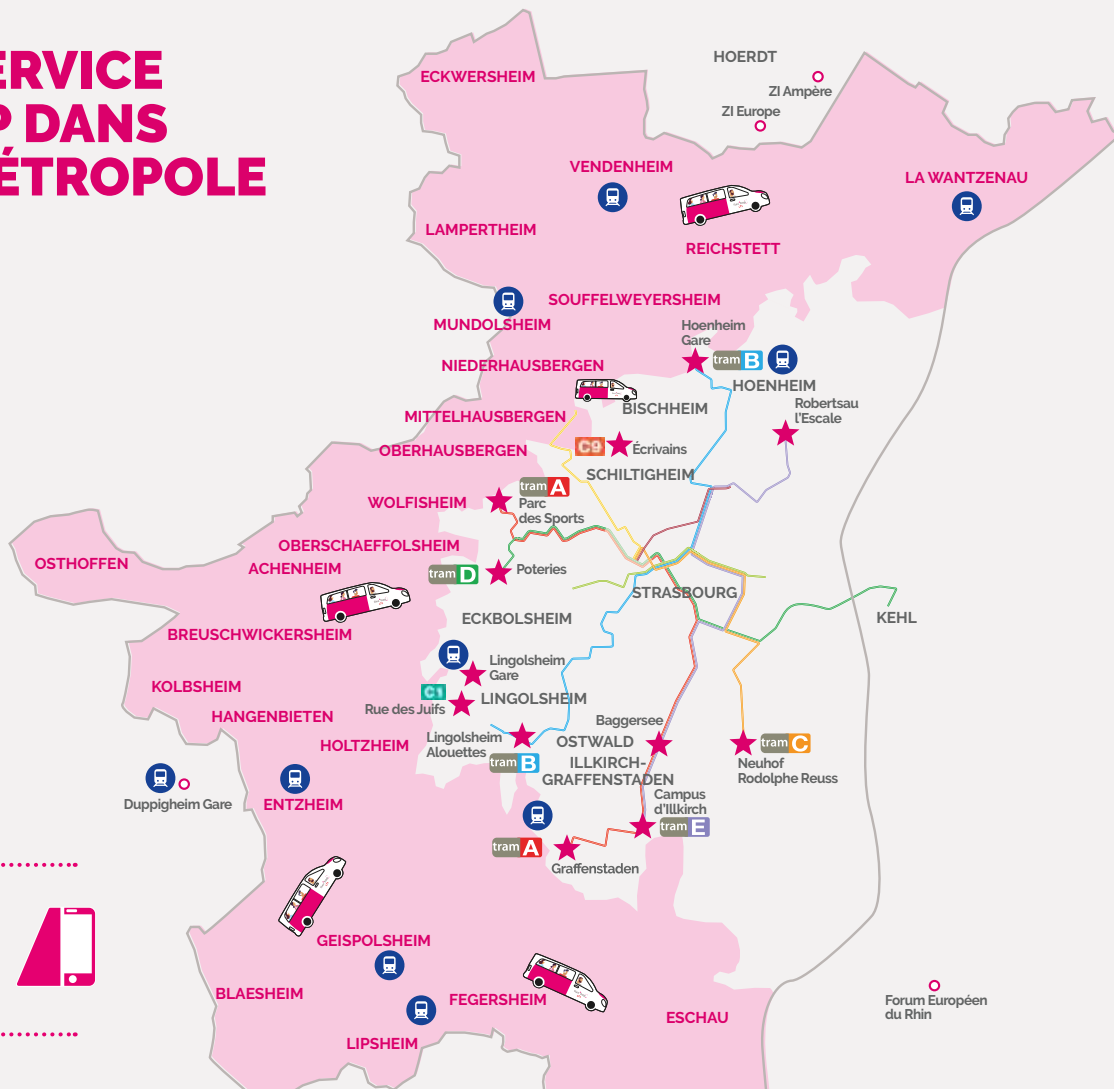 ERVICE
P DANS
ÉTROPOLE
HOERDT
ECKWERSHEIM
ZI Ampère
ZI Europe
VENDENHEIM
LA WANTZENAU
LAMPERTHEIM
REICHSTETT
SOUFFELWEYERSHEIM
MUNDOLSHEIM
Hoenheim
Gare
tram B
NIEDERHAUSBERGEN
HOENHEIM
BISCHHEIM
Robertsau
l'Escale
MITTELHAUSBERGEN
OBERHAUSBERGEN
C9
Écrivains
SCHILTIGHEIM
tram A
WOLFISHEIM
Parc
des Sports
OBERSCHAEFFOLSHEIM
OSTHOFFEN
ACHENHEIM
tram D
Poteries
STRASBOURG
ECKBOLSHEIM
KEHL
BREUSCHWICKERSHEIM
Lingolsheim
Gare
KOLBSHEIM
C1
LINGOLSHEIM
Rue des Juifs
HANGENBIETEN
Baggersee
HOLTZHEIM
Lingolsheim
Alouettes
OSTWALD
tram C
tram B
ILLKIRCH-
GRAFFENSTADEN
Neuhof
Rodolphe Reuss
Duppigheim Gare
ENTZHEIM
Campus
d'Illkirch
tram E
tram A
Graffenstaden
GEISPOLSHEIM
BLAESHEIM
FEGERSHEIM
Forum Européen
du Rhin
ESCHAU
LIPSHEIM